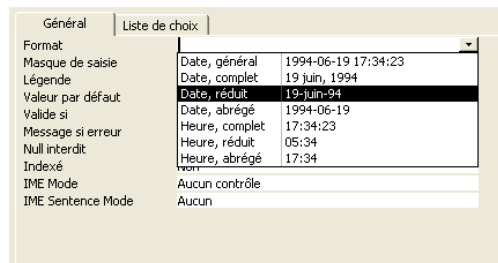 Général Liste de choix
Format
Masque de saisie Date, général 1994-06-19 17:34:23
Légende Date, complet 19 juin, 1994
Valeur par défaut Date, réduit 19-juin-94
Valide si Date, abrégé 1994-06-19
Message si erreur Heure, complet 17:34:23
Null interdit Heure, réduit 05:34
Indexé Heure, abrégé 17:34
IME Mode Aucun contrôle
IME Sentence Mode Aucun